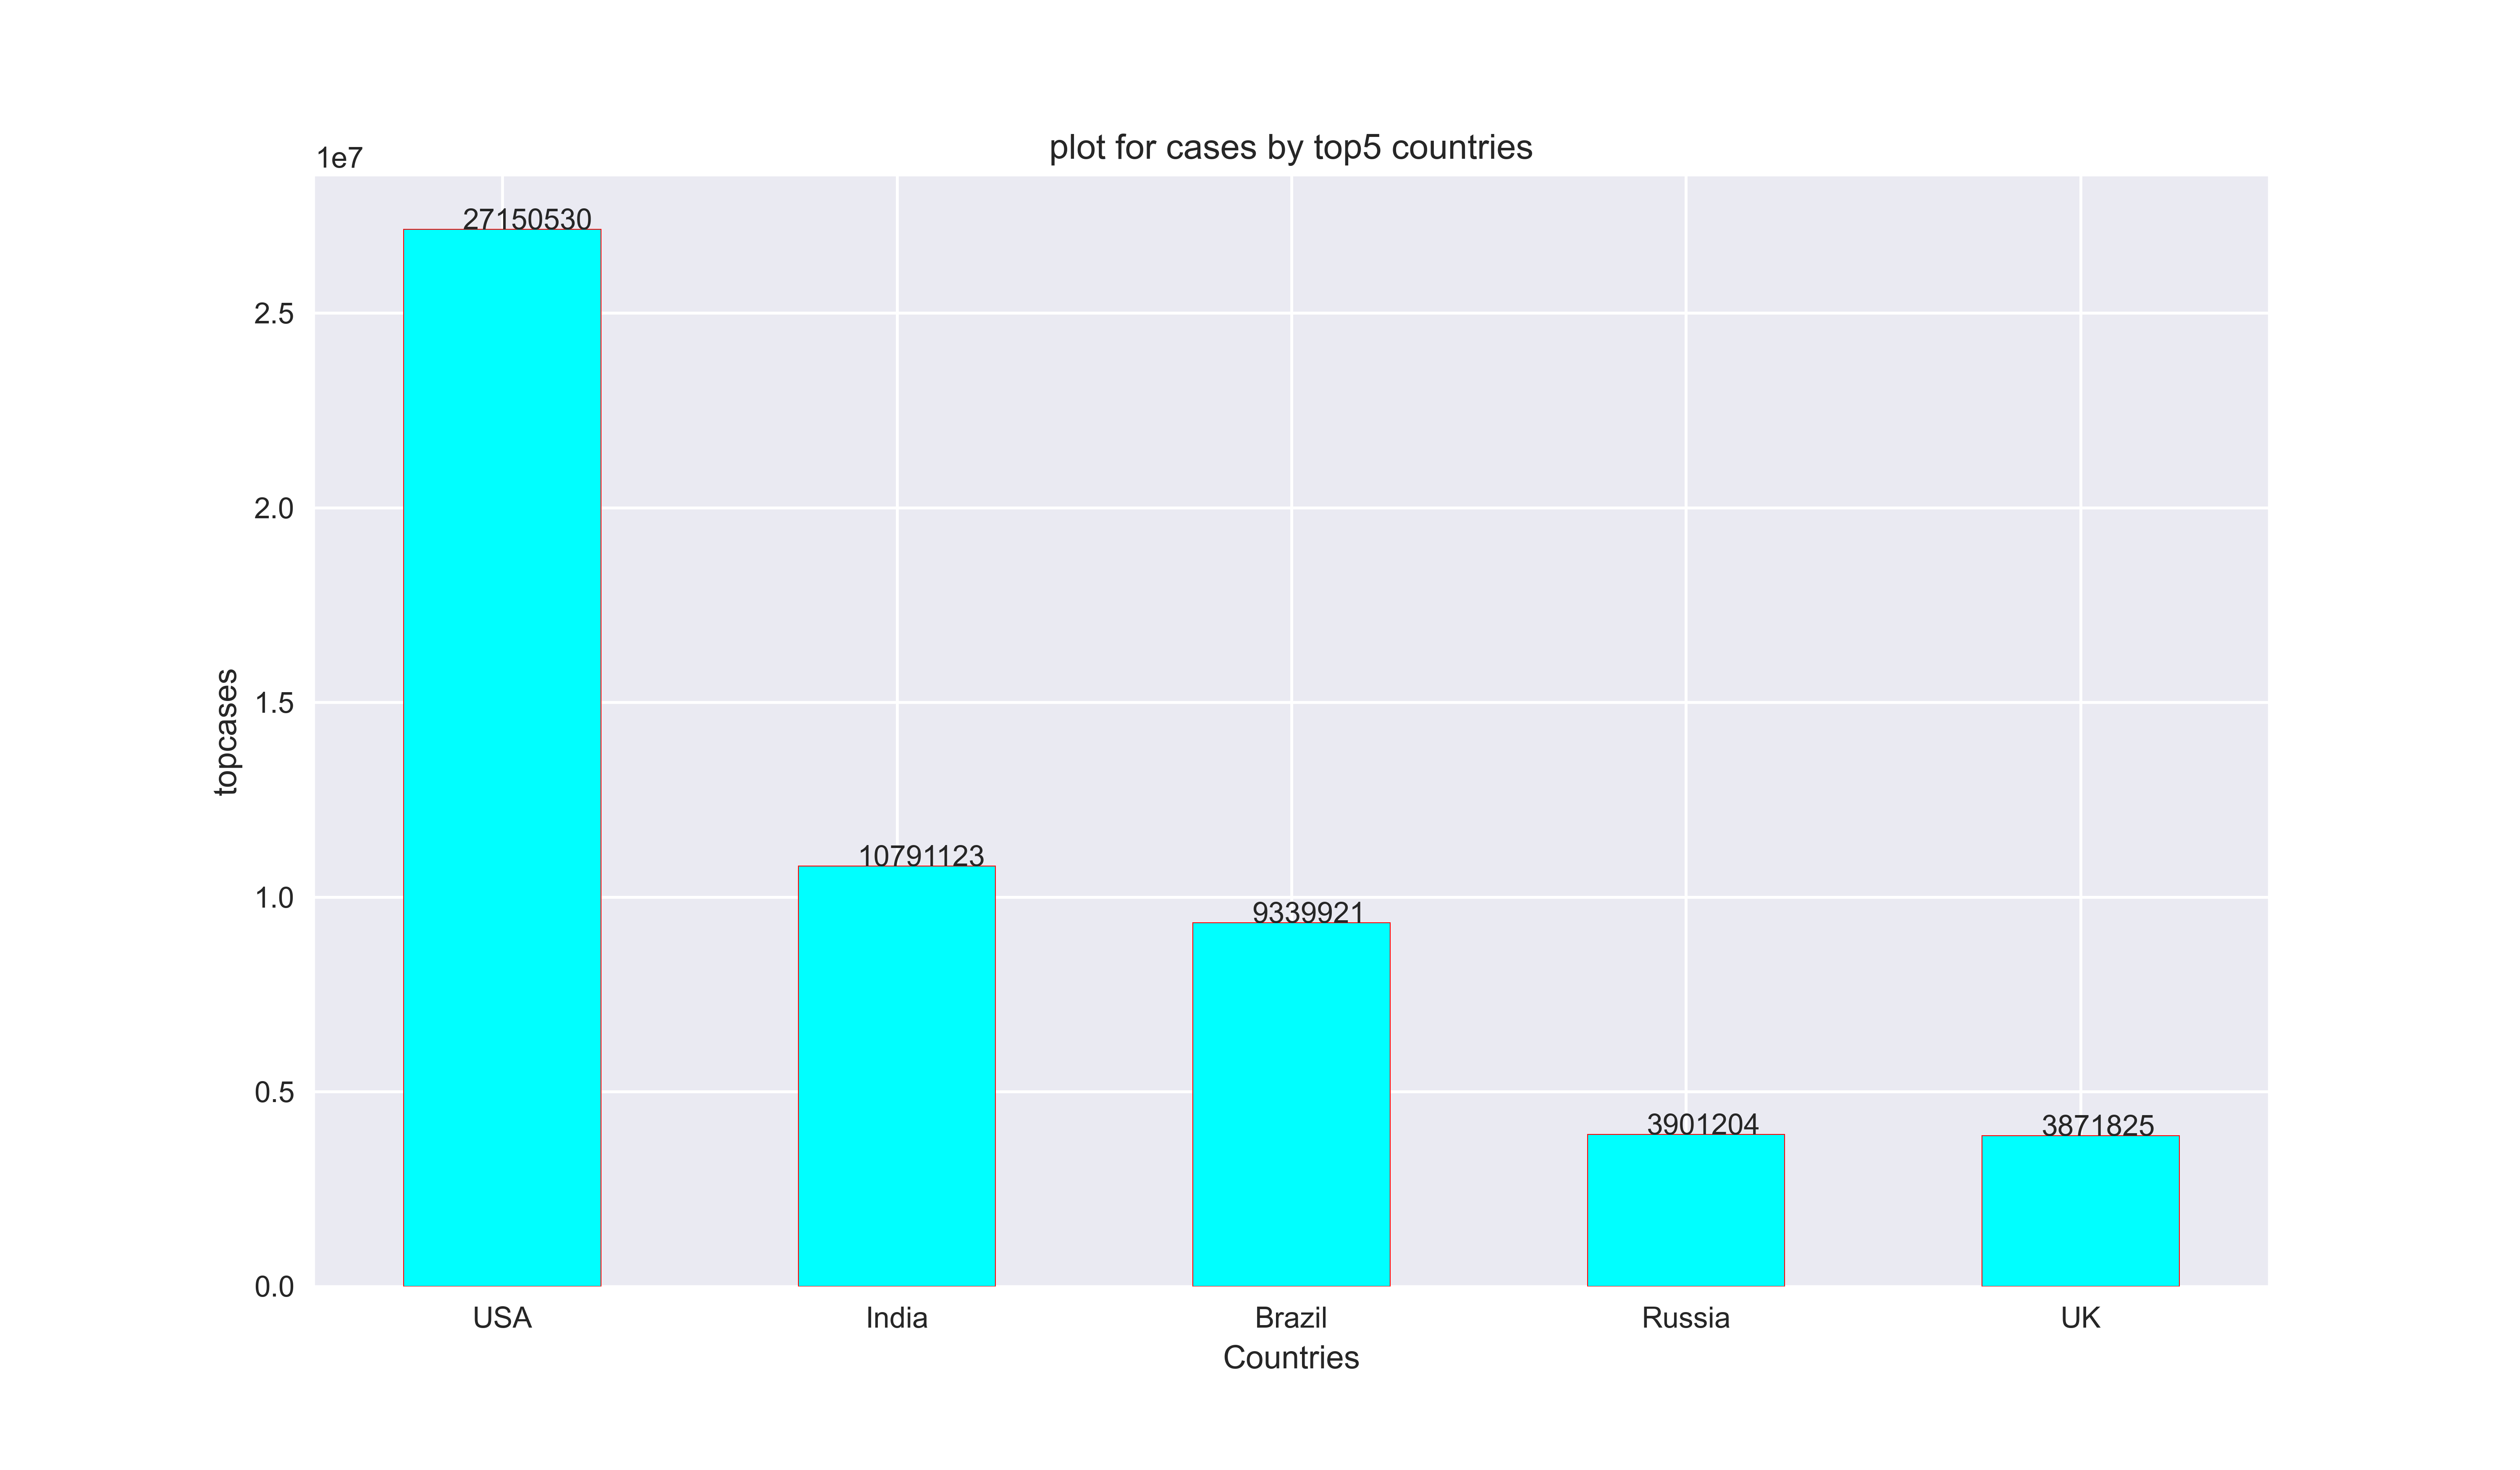 plot for cases by top5 countries
1e7
27150530
2.5
2.0
1.5
topcases
10791123
1.0
9339921
0.5
3901204
3871825
0.0
USA India Brazil Russia UK
Countries